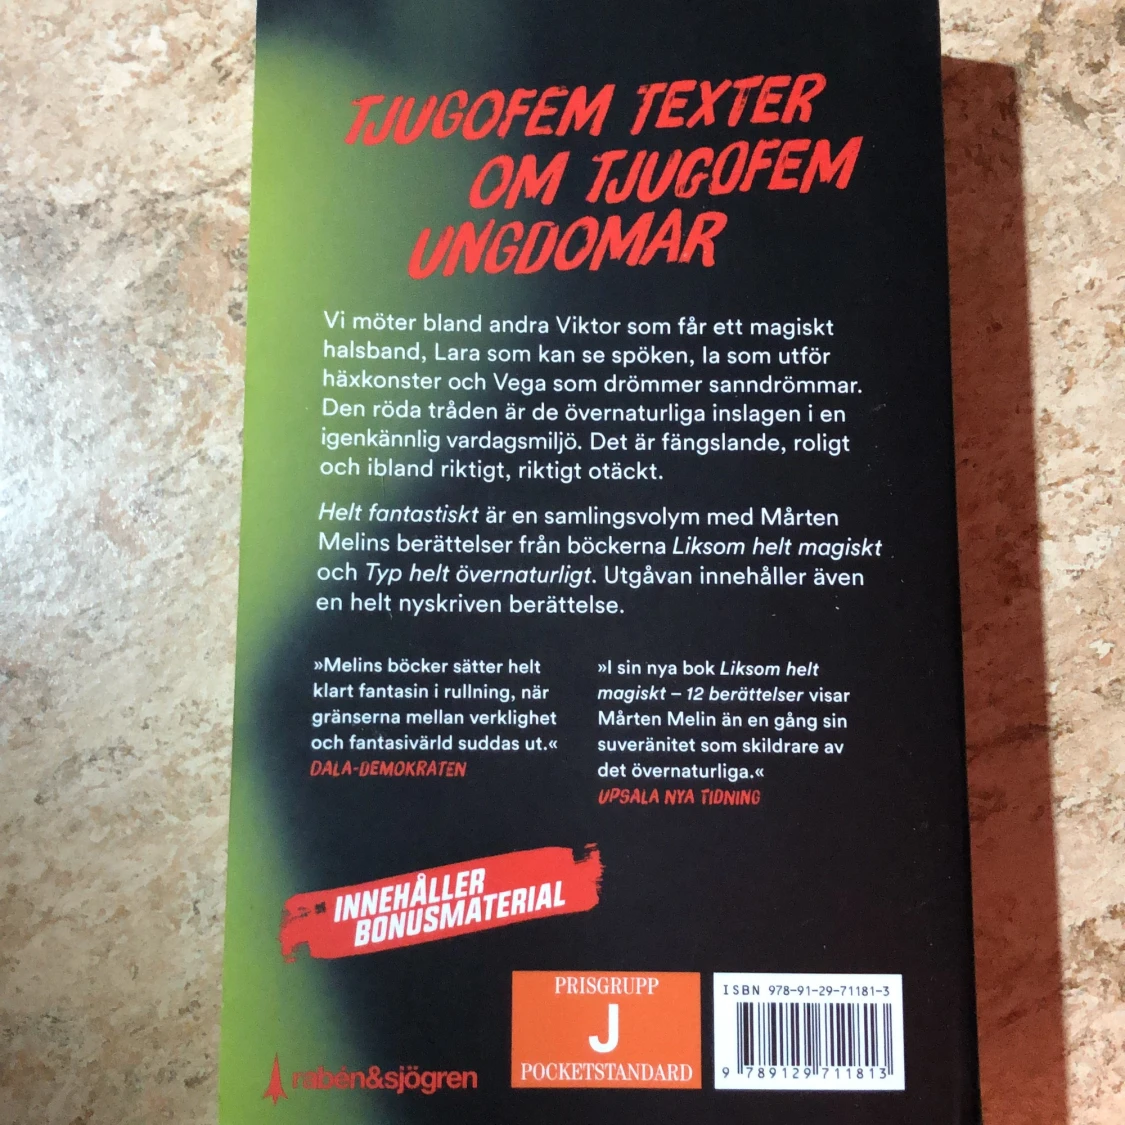 TJUGOFEM TEXTER
OM TJUGOFEM
UNGDOMAR
Vi möter bland andra Viktor som får ett magiskt
halsband, Lara som kan se spöken, Ia som utför
häxkonster och Vega som drömmer sanndrömmar.
Den röda tråden är de övernaturliga inslagen i en
igenkännlig vardagsmiljö. Det är fängslande, roligt
och ibland riktigt, riktigt otäckt.
Helt fantastiskt är en samlingsvolym med Mårten
Melins berättelser från böckerna Liksom helt magiskt
och Typ helt övernaturligt. Utgåvan innehåller även
en helt nyskriven berättelse.
»Melins böcker sätter helt
klart fantasin i rullning, när
gränserna mellan verklighet
och fantasivärld suddas ut.«
DALA-DEMOKRATEN
»I sin nya bok Liksom helt
magiskt – 12 berättelser visar
Mårten Melin än en gång sin
suveränitet som skildrare av
det övernaturliga.«
UPSALA NYA TIDNING
INNEHÅLLER
BONUSMATERIAL
PRISGRUPP
J
POCKETSTANDARD
ISBN 978-91-29-71181-3
9 789129 711813
rabén&sjögren